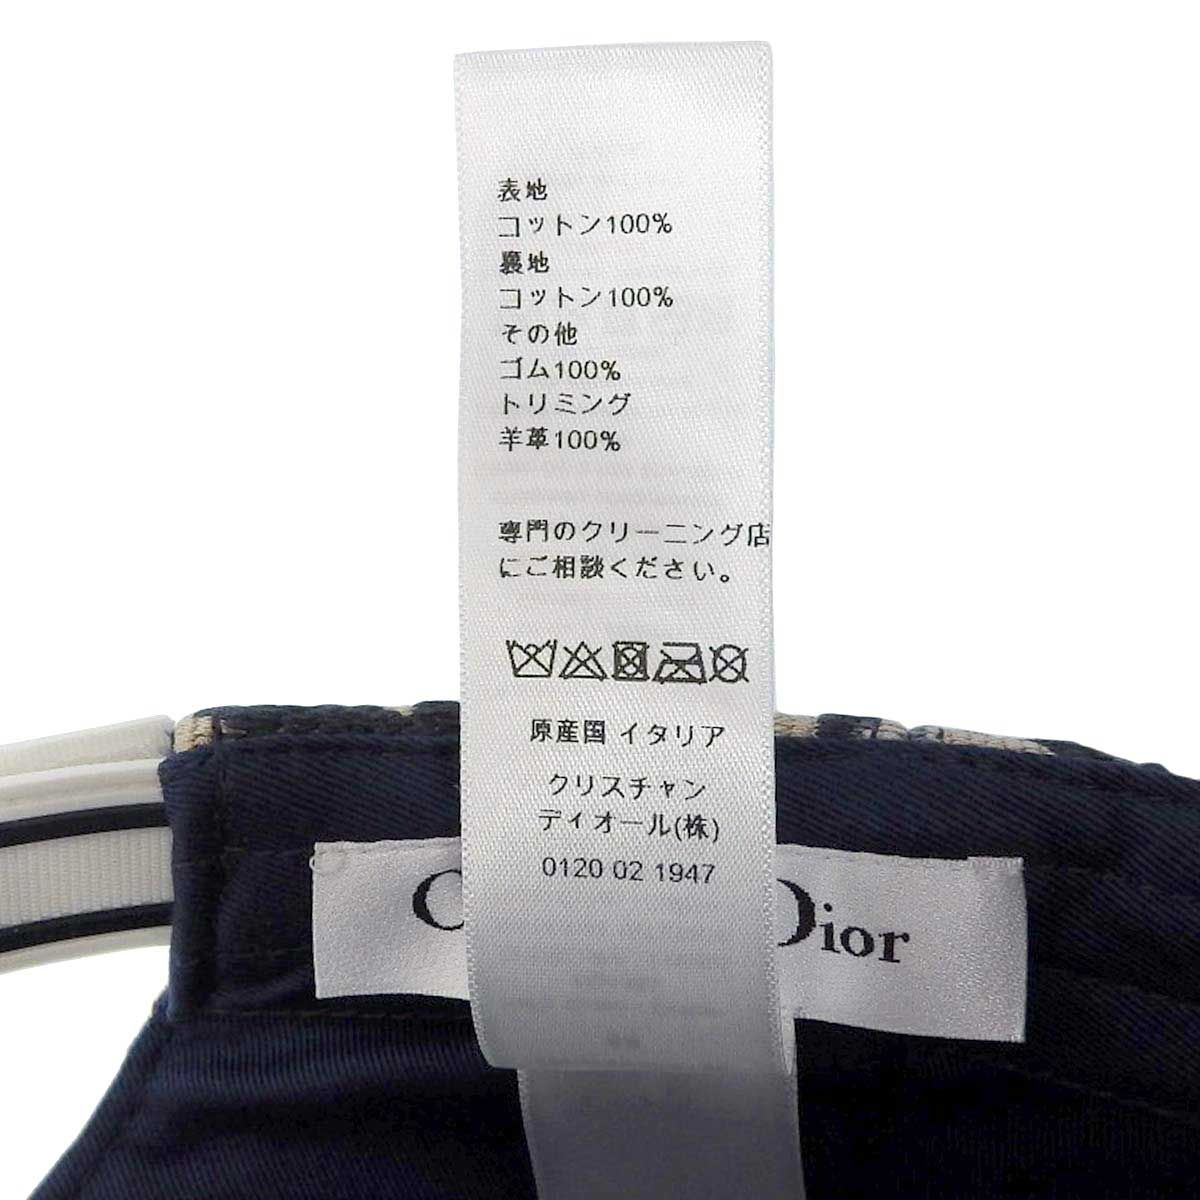 表地
コットン100%
裏地
コットン100%
その他
ゴム100%
トリミング
羊革100%
専門のクリーニング店
にご相談ください。
原産国 イタリア
クリスチャン
ディオール(株)
0120 02 1947
Dior